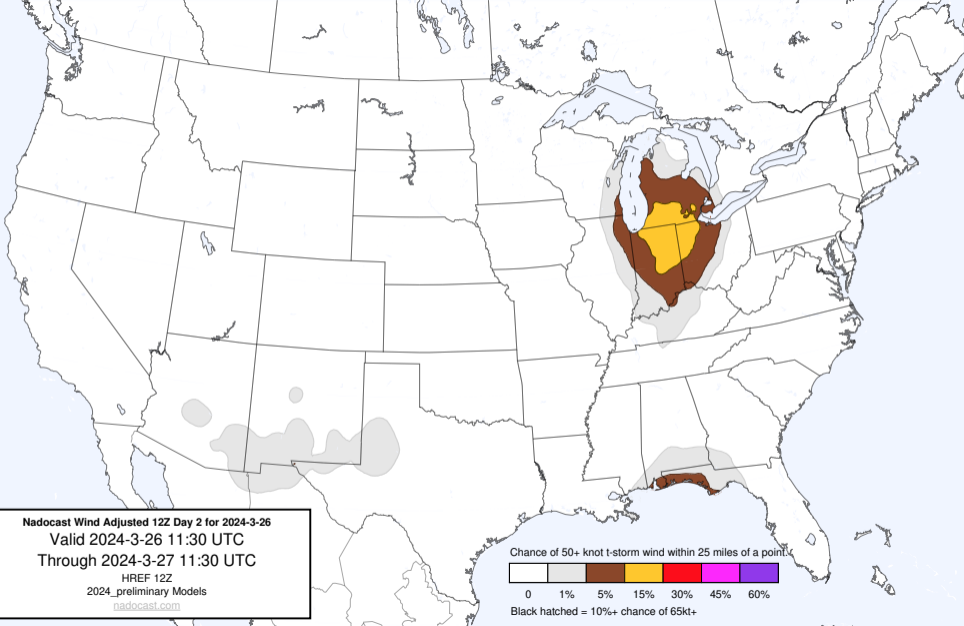 Nadocast Wind Adjusted 12Z Day 2 for 2024-3-26
Valid 2024-3-26 11:30 UTC
Through 2024-3-27 11:30 UTC
HREF 12Z
2024_preliminary Models
nadocast.com
Chance of 50+ knot t-storm wind within 25 miles of a point.
0 1% 5% 15% 30% 45% 60%
Black hatched = 10%+ chance of 65kt+